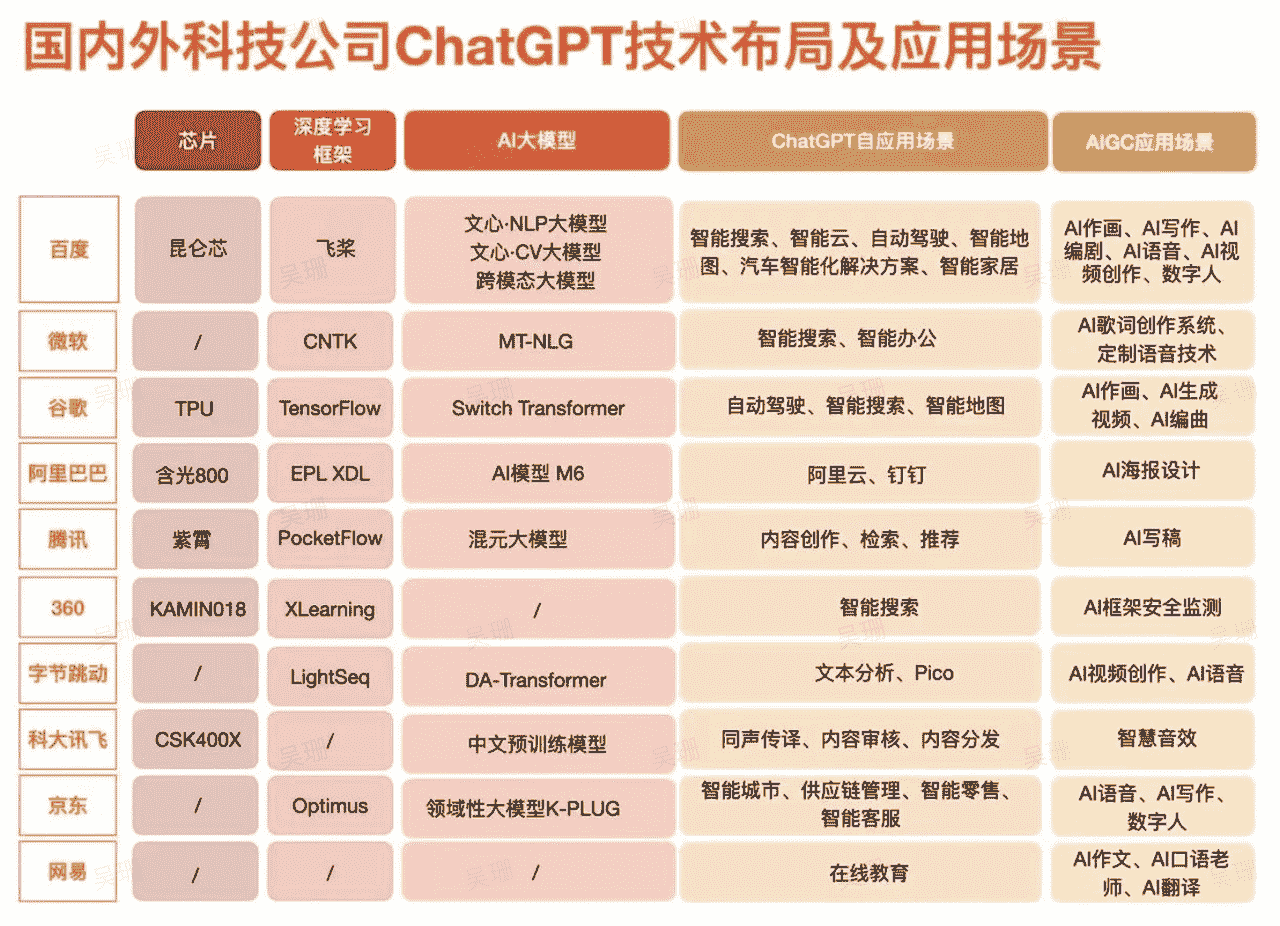 国内外科技公司ChatGPT技术布局及应用场景
芯片
深度学习
框架
AI大模型
ChatGPT自应用场景
AIGC应用场景
百度
昆仑芯
飞桨
文心·NLP大模型
文心·CV大模型
跨模态大模型
智能搜索、智能云、自动驾驶、智能地
图、汽车智能化解决方案、智能家居
AI作画、AI写作、AI
编剧、AI语音、AI视
频创作、数字人
微软
/
CNTK
MT-NLG
智能搜索、智能办公
AI歌词创作系统、
定制语音技术
谷歌
TPU
TensorFlow
Switch Transformer
自动驾驶、智能搜索、智能地图
AI作画、AI生成
视频、AI编曲
阿里巴巴
含光800
EPL XDL
AI模型 M6
阿里云、钉钉
AI海报设计
腾讯
紫霄
PocketFlow
混元大模型
内容创作、检索、推荐
AI写稿
360
KAMIN018
XLearning
/
智能搜索
AI框架安全监测
字节跳动
/
LightSeq
DA-Transformer
文本分析、Pico
AI视频创作、AI语音
科大讯飞
CSK400X
/
中文预训练模型
同声传译、内容审核、内容分发
智慧音效
京东
/
Optimus
领域性大模型K-PLUG
智能城市、供应链管理、智能零售、
智能客服
AI语音、AI写作、
数字人
网易
/
/
/
在线教育
AI作文、AI口语老
师、AI翻译
吴珊